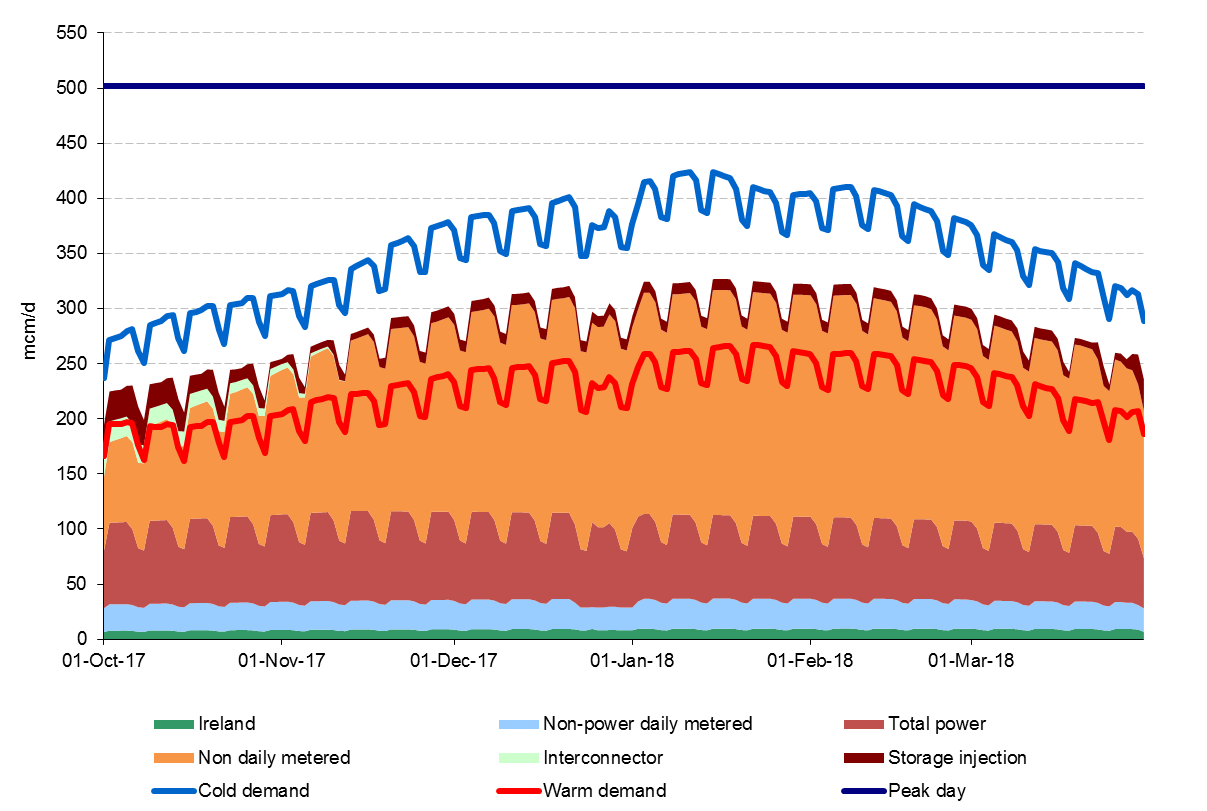 550
500
450
400
350
mcm/d
300
250
200
150
100
50
0
01-Oct-17 01-Nov-17 01-Dec-17 01-Jan-18 01-Feb-18 01-Mar-18
Ireland Non-power daily metered Total power
Non daily metered Interconnector Storage injection
Cold demand Warm demand Peak day